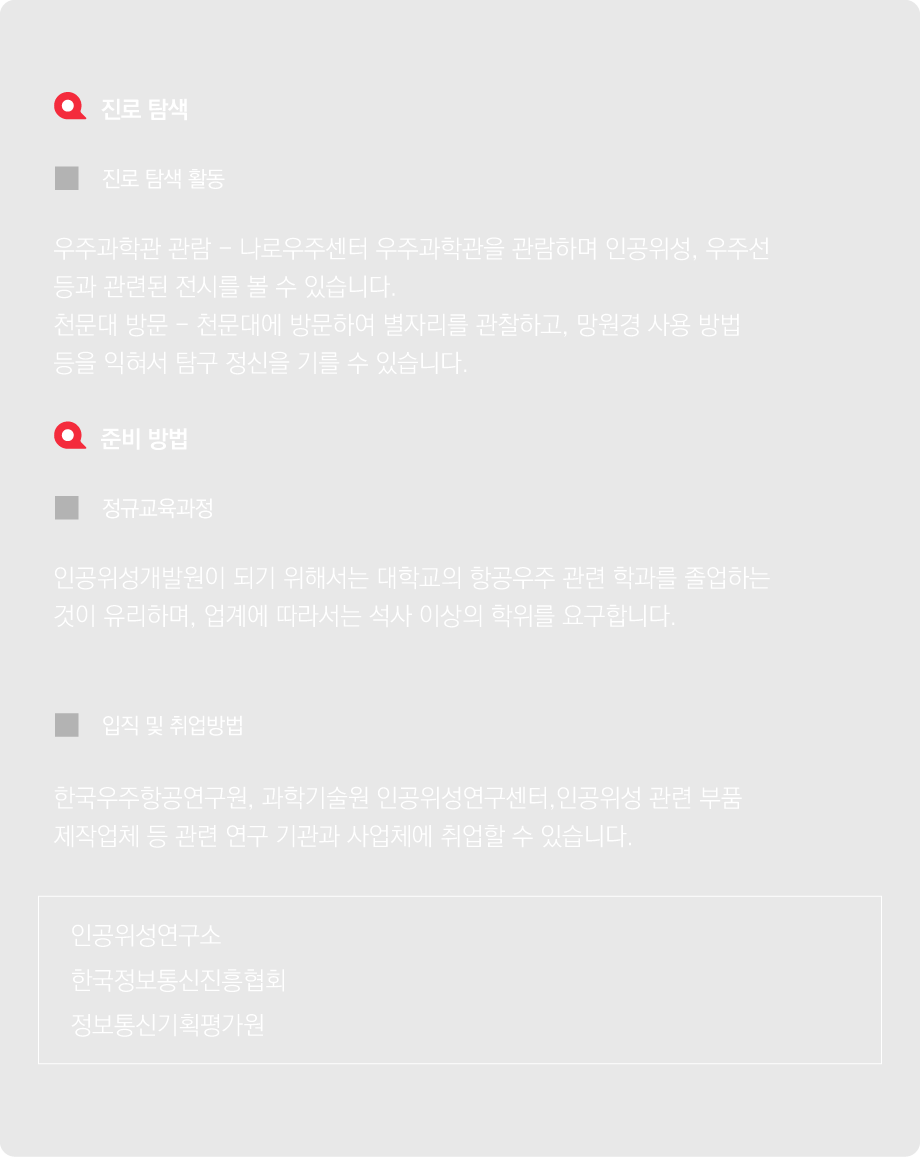 진로 탐색
진로 탐색 활동
우주과학관 관람 - 나로우주센터 우주과학관을 관람하며 인공위성, 우주선
등과 관련된 전시를 볼 수 있습니다.
천문대 방문 - 천문대에 방문하여 별자리를 관찰하고, 망원경 사용 방법
등을 익혀서 탐구 정신을 기를 수 있습니다.
준비 방법
정규교육과정
인공위성개발원이 되기 위해서는 대학교의 항공우주 관련 학과를 졸업하는
것이 유리하며, 업계에 따라서는 석사 이상의 학위를 요구합니다.
입직 및 취업방법
한국우주항공연구원, 과학기술원 인공위성연구센터,인공위성 관련 부품
제작업체 등 관련 연구 기관과 사업체에 취업할 수 있습니다.
인공위성연구소
한국정보통신진흥협회
정보통신기획평가원